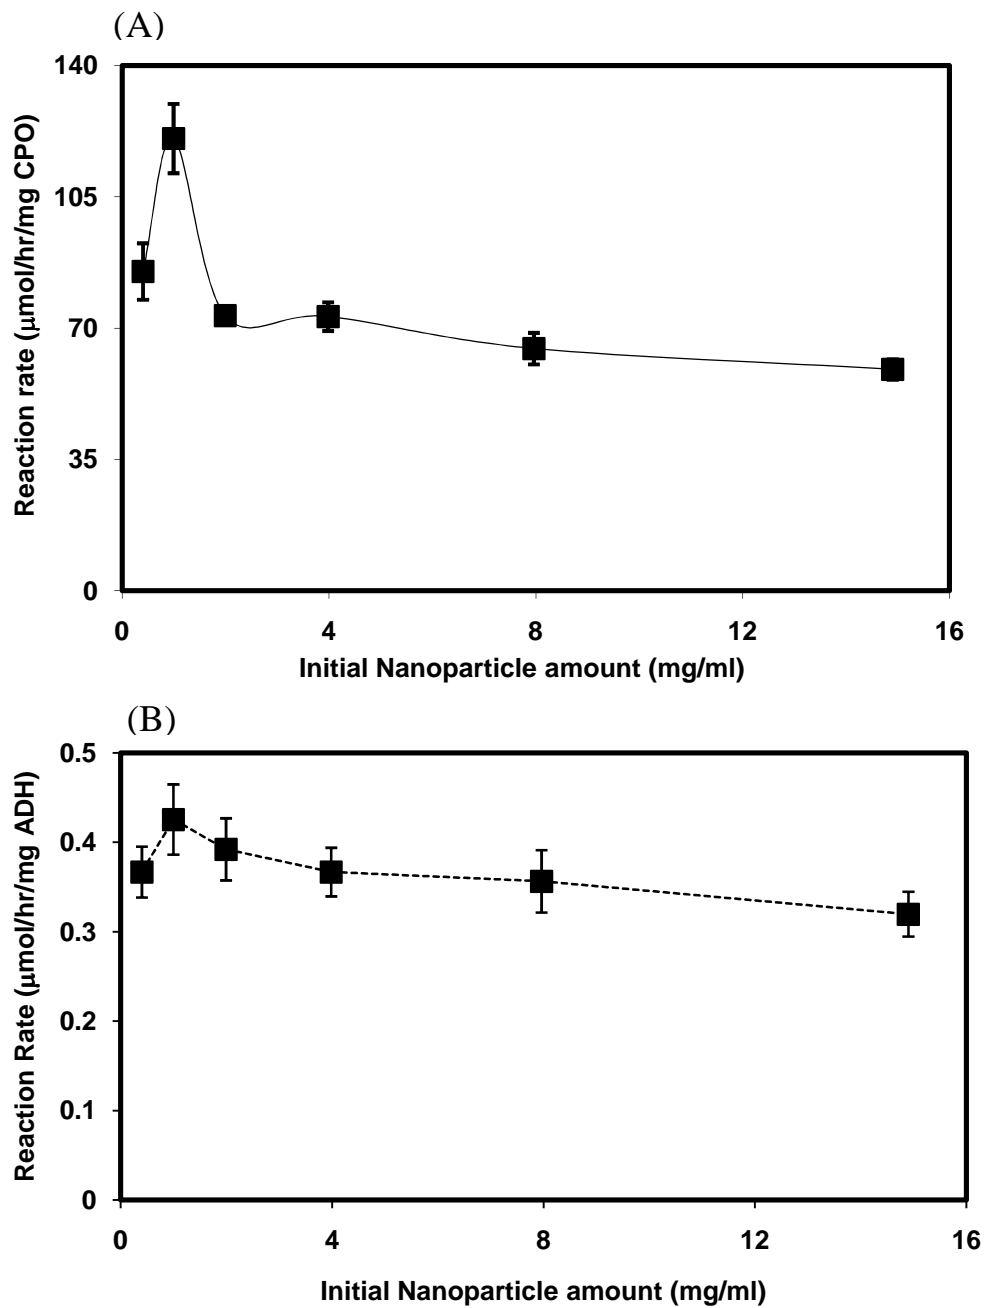 (A)
Reaction rate (μmol/hr/mg CPO)
140
105
70
35
0
0 4 8 12 16
Initial Nanoparticle amount (mg/ml)
(B)
Reaction Rate (μmol/hr/mg ADH)
0.5
0.4
0.3
0.2
0.1
0
0 4 8 12 16
Initial Nanoparticle amount (mg/ml)